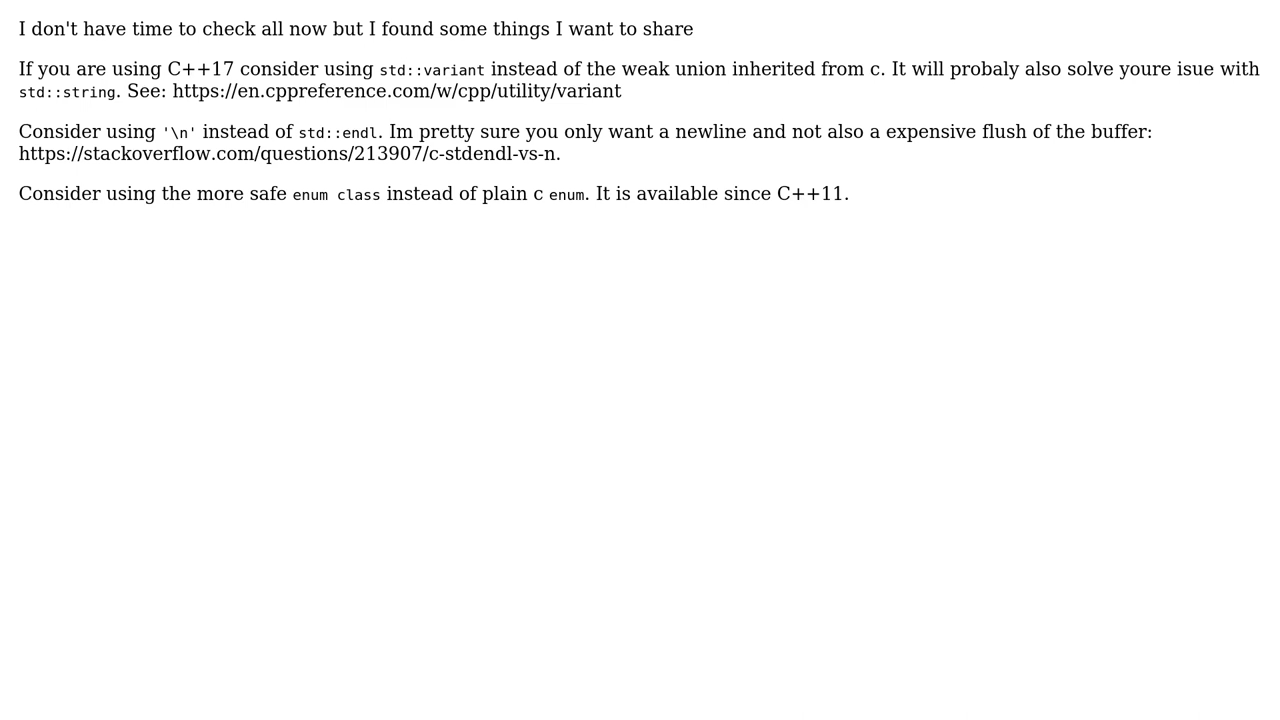 I don't have time to check all now but I found some things I want to share
If you are using C++17 consider using std::variant instead of the weak union inherited from c. It will probaly also solve youre isue with
std::string. See: https://en.cppreference.com/w/cpp/utility/variant
Consider using '\n' instead of std::endl. Im pretty sure you only want a newline and not also a expensive flush of the buffer:
https://stackoverflow.com/questions/213907/c-stdendl-vs-n.
Consider using the more safe enum class instead of plain c enum. It is available since C++11.